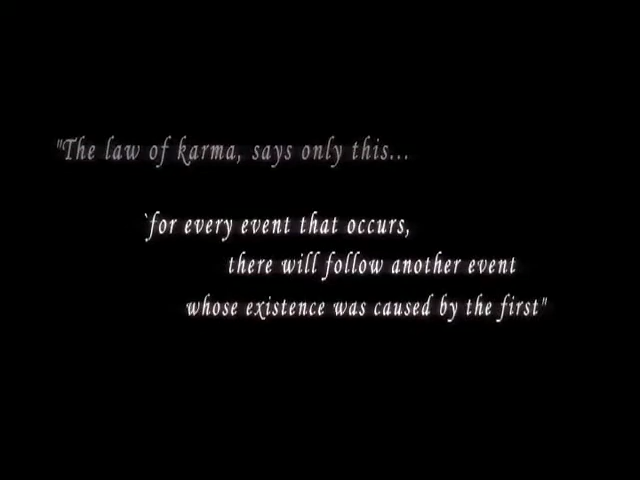 "The law of karma, says only this...
`for every event that occurs,
there will follow another event
whose existence was caused by the first"